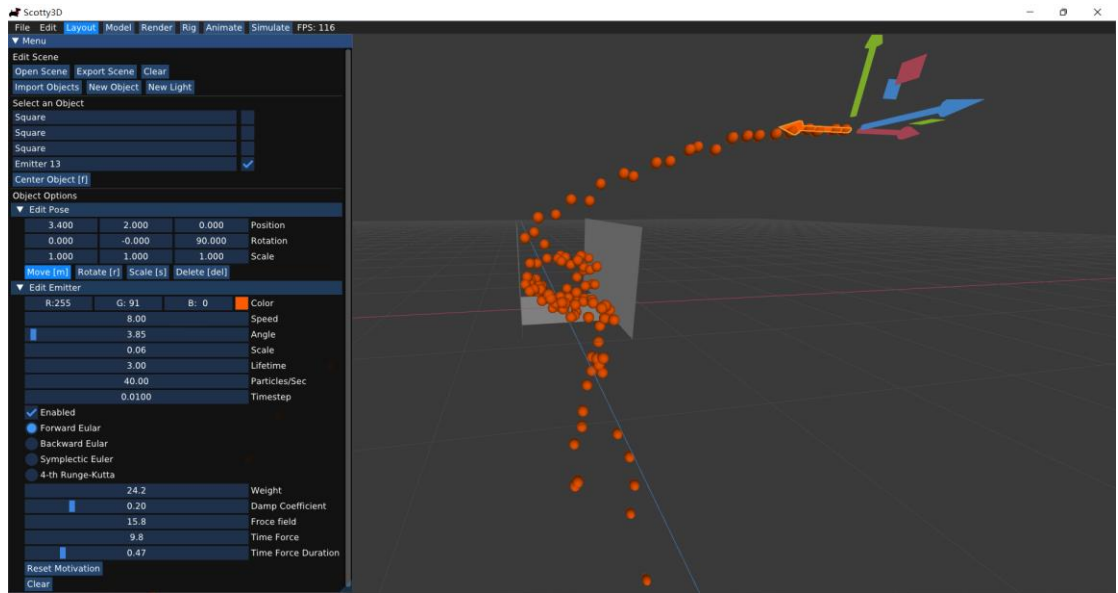 Scotty3D
File Edit Layout Model Render Rig Animate Simulate FPS: 116
Menu
Edit Scene
Open Scene Export Scene Clear
Import Objects New Object New Light
Select an Object
Square
Square
Square
Emitter 13
Center Object [f]
Object Options
Edit Pose
3.400 2.000 0.000 Position
0.000 -0.000 90.000 Rotation
1.000 1.000 1.000 Scale
Move [m] Rotate [r] Scale [s] Delete [del]
Edit Emitter
R:255 G: 91 B: 0 Color
8.00 Speed
3.85 Angle
0.06 Scale
3.00 Lifetime
40.00 Particles/Sec
0.0100 Timestep
Enabled
Forward Eular
Backward Eular
Symplectic Euler
4-th Runge-Kutta
24.2 Weight
0.20 Damp Coefficient
15.8 Froce field
9.8 Time Force
0.47 Time Force Duration
Reset Motivation
Clear